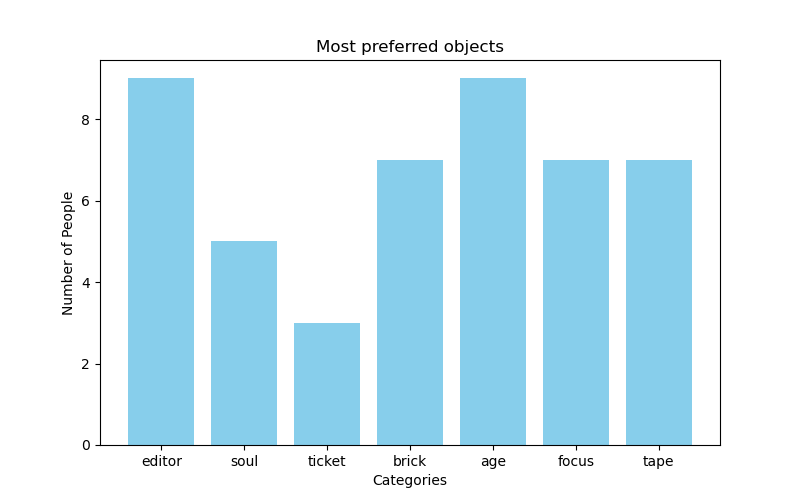 Most preferred objects
Number of People
8
6
4
2
0
editor soul ticket brick age focus tape
Categories